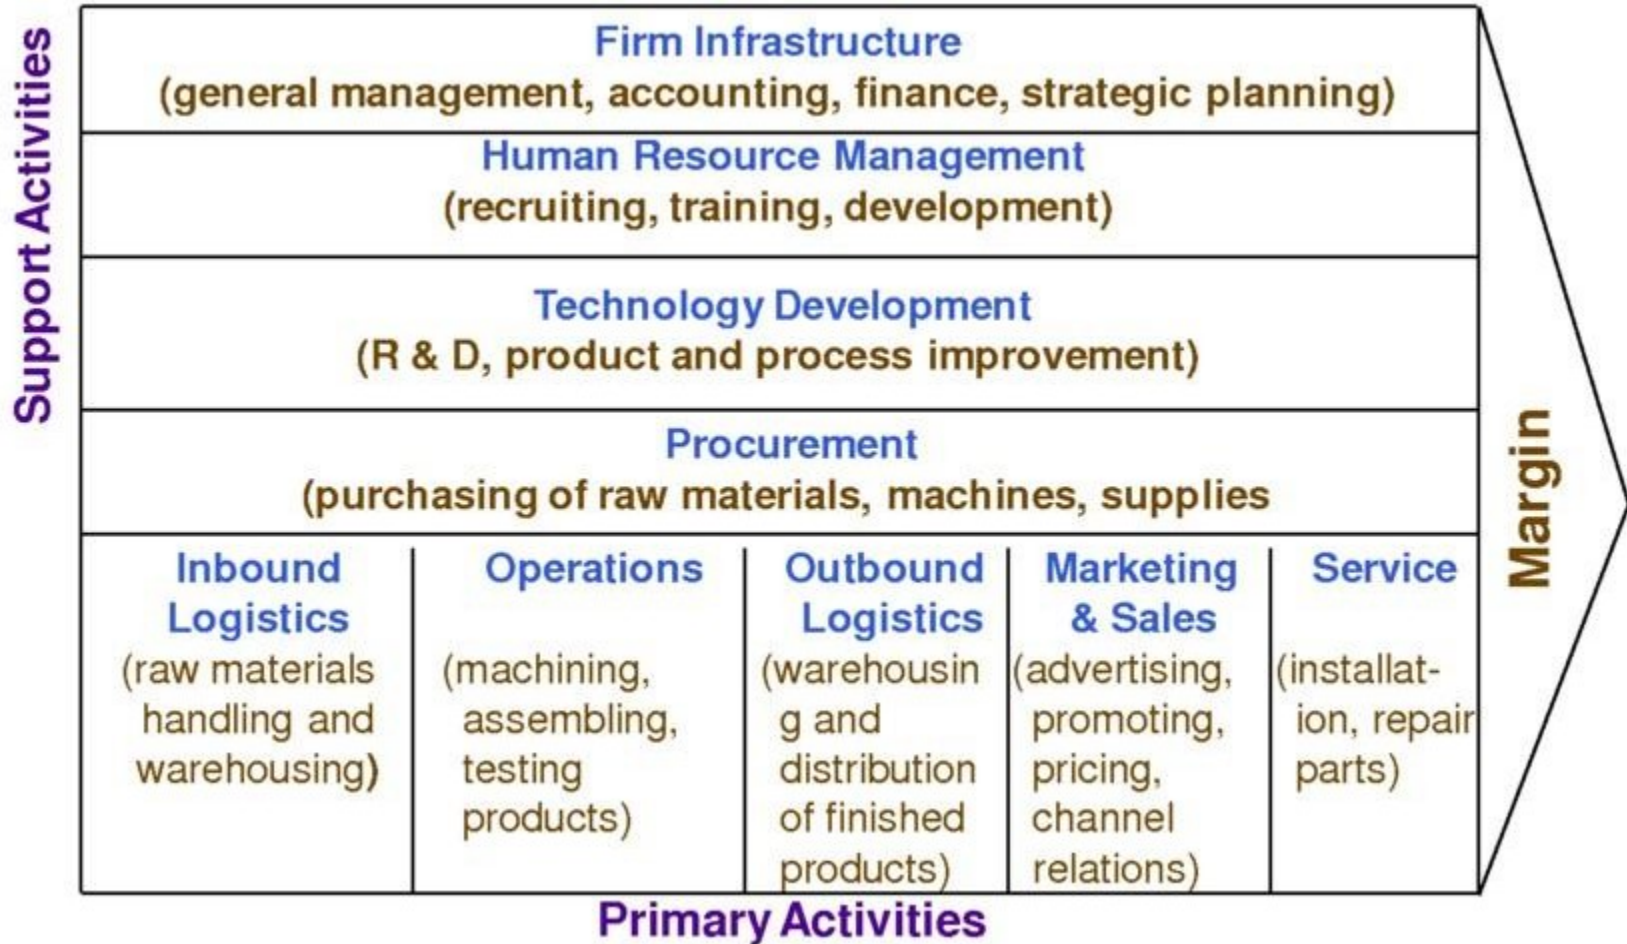 Support Activities
Firm Infrastructure
(general management, accounting, finance, strategic planning)
Human Resource Management
(recruiting, training, development)
Technology Development
(R & D, product and process improvement)
Procurement
(purchasing of raw materials, machines, supplies
Inbound
Logistics
(raw materials
handling and
warehousing)
Operations
(machining,
assembling,
testing
products)
Outbound
Logistics
(warehousin
g and
distribution
of finished
products)
Marketing
& Sales
(advertising,
promoting,
pricing,
channel
relations)
Service
(installat-
ion, repair
parts)
Margin
Primary Activities